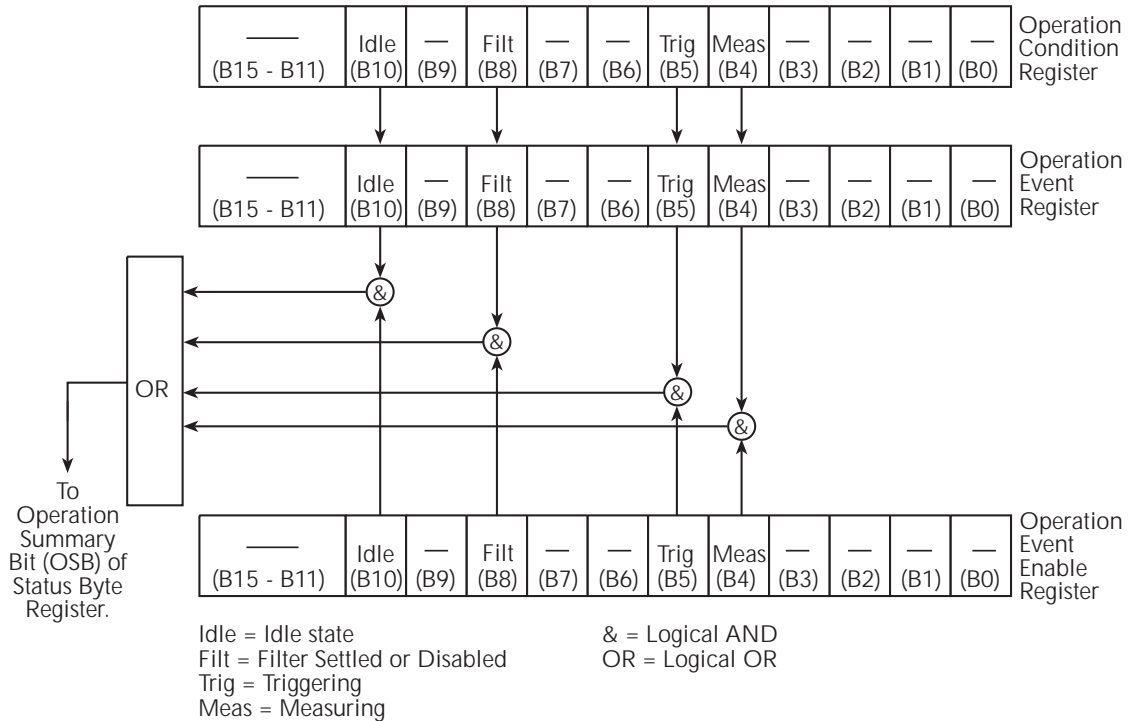 Idle — Filt — — Trig Meas — — — —
(B15 - B11) (B10) (B9) (B8) (B7) (B6) (B5) (B4) (B3) (B2) (B1) (B0)
Operation
Condition
Register
Idle — Filt — — Trig Meas — — — —
(B15 - B11) (B10) (B9) (B8) (B7) (B6) (B5) (B4) (B3) (B2) (B1) (B0)
Operation
Event
Register
&
&
OR
&
&
To
Operation
Summary
Bit (OSB) of
Status Byte
Register.
Idle — Filt — — Trig Meas — — — —
(B15 - B11) (B10) (B9) (B8) (B7) (B6) (B5) (B4) (B3) (B2) (B1) (B0)
Operation
Event
Enable
Register
Idle = Idle state
Filt = Filter Settled or Disabled
Trig = Triggering
Meas = Measuring
& = Logical AND
OR = Logical OR